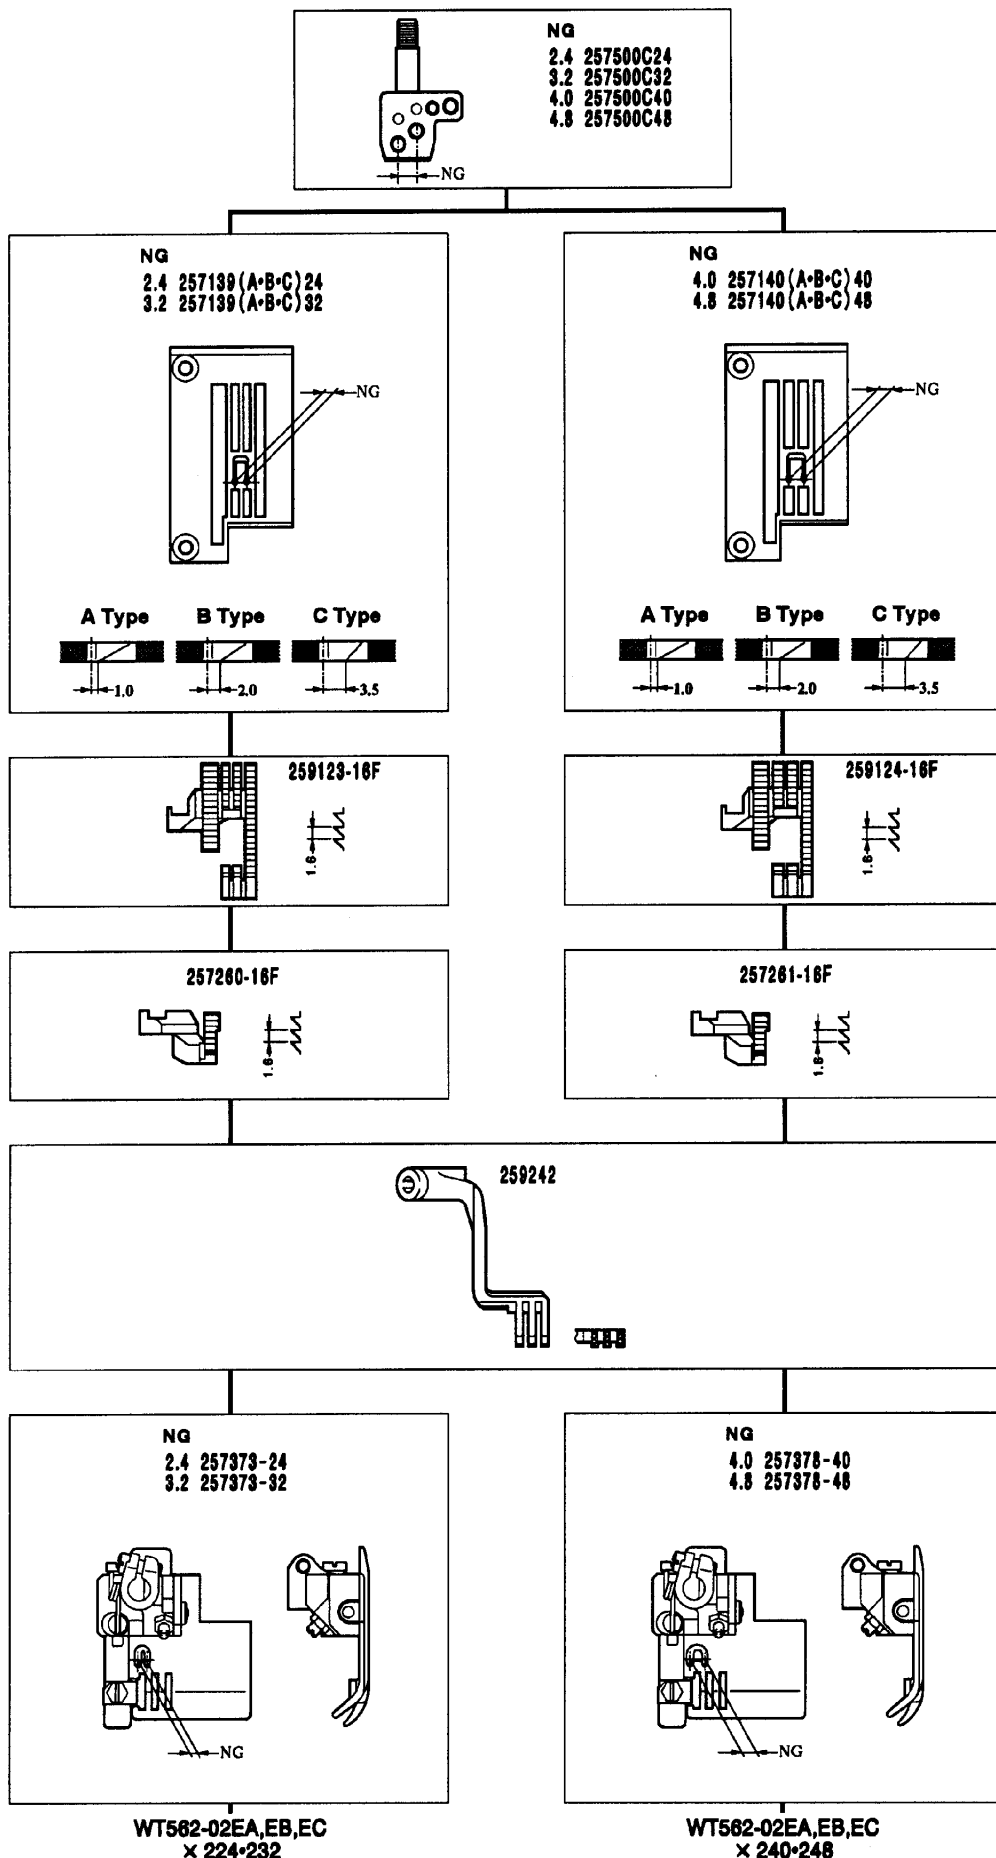 NG
2.4 257500C24
3.2 257500C32
4.0 257500C40
4.8 257500C48
NG
NG
2.4 257139(A•B•C)24
3.2 257139(A•B•C)32
NG
A Type B Type C Type
1.0 2.0 3.5
NG
4.0 257140(A•B•C)40
4.8 257140(A•B•C)48
NG
A Type B Type C Type
1.0 2.0 3.5
259123-16F
1.6
259124-16F
1.6
257260-16F
1.6
257261-16F
1.6
259242
NG
2.4 257373-24
3.2 257373-32
NG
NG
4.0 257378-40
4.8 257378-48
NG
WT562-02EA,EB,EC
× 224•232
WT562-02EA,EB,EC
× 240•248